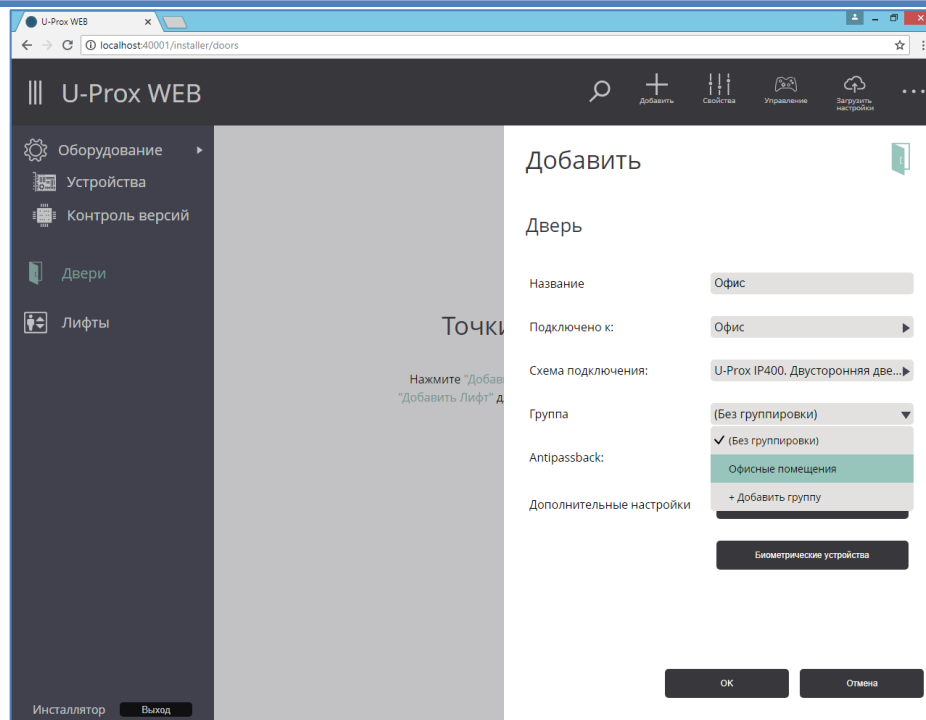 U-Prox WEB
localhost:40001/installer/doors
U-Prox WEB
Добавить
Свойства
Управление
Загрузить
настройки
Оборудование
Устройства
Контроль версий
Двери
Лифты
Точки
Нажмите "Добав
"Добавить Лифт" д
Добавить
Дверь
Название
Офис
Подключено к:
Офис
Схема подключения:
U-Prox IP400. Двусторонняя две...
Группа
(Без группировки)
(Без группировки)
Офисные помещения
+ Добавить группу
Antipassback:
Дополнительные настройки
Биометрические устройства
OK
Отмена
Инсталлятор
Выход